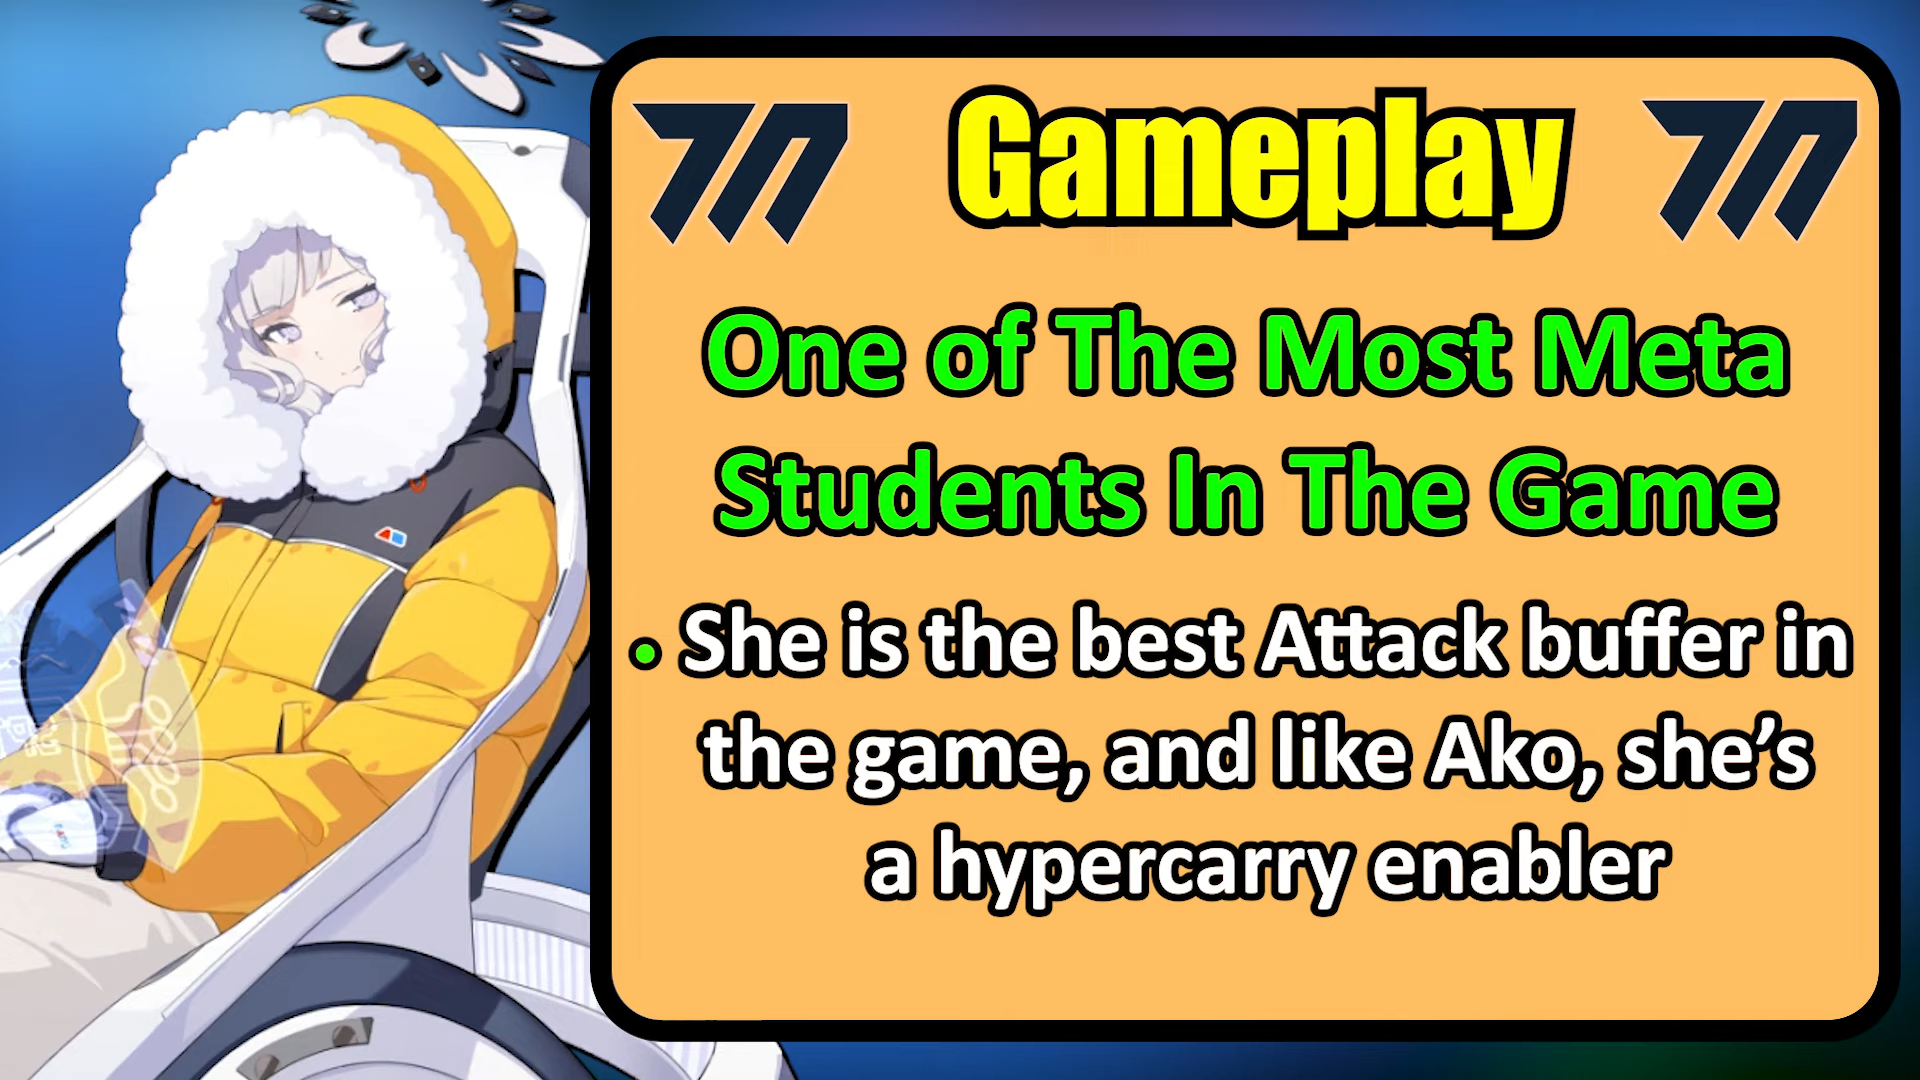 Gameplay
One of The Most Meta
Students In The Game
• She is the best Attack buffer in
the game, and like Ako, she's
a hypercarry enabler